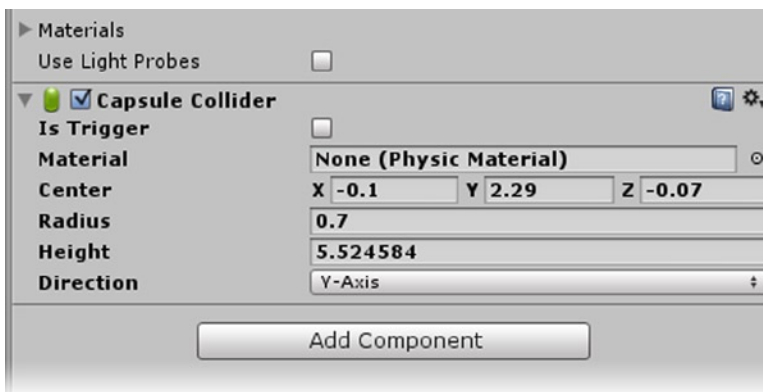 Materials
Use Light Probes
Capsule Collider
Is Trigger
Material None (Physic Material)
Center X -0.1 Y 2.29 Z -0.07
Radius 0.7
Height 5.524584
Direction Y-Axis
Add Component